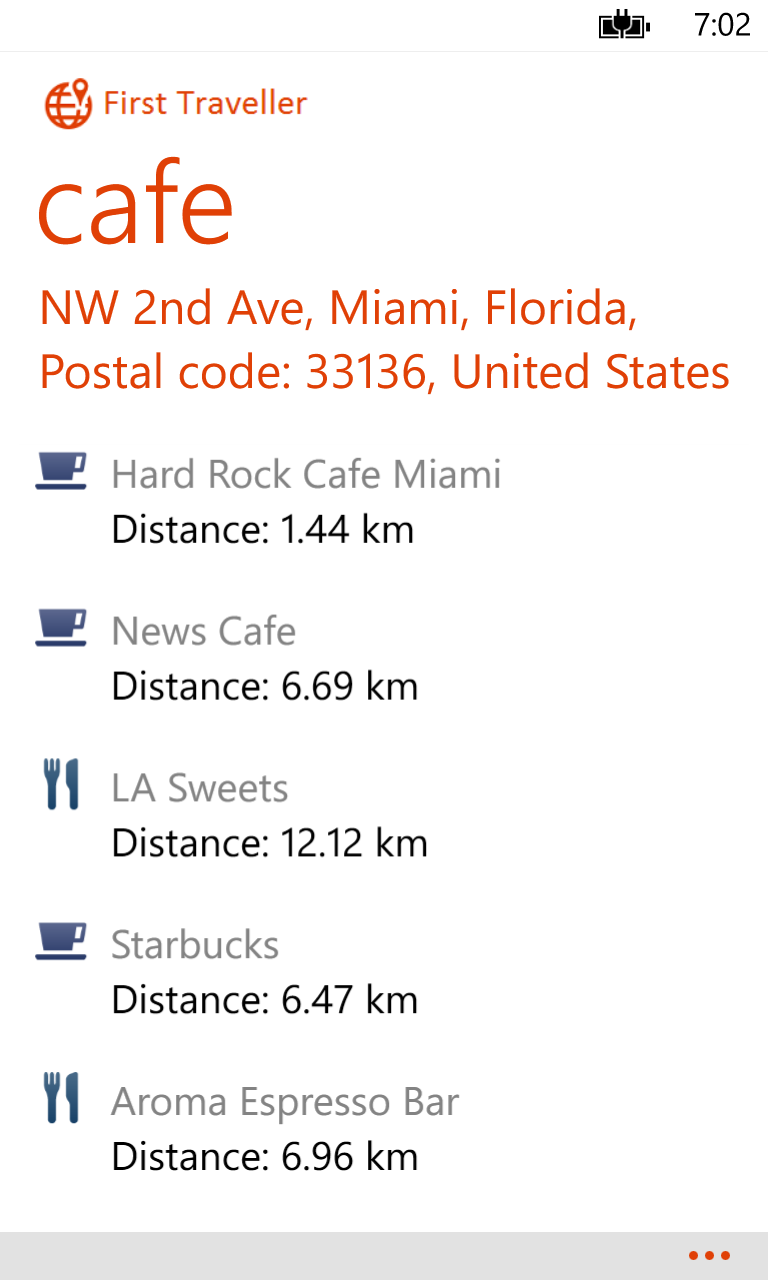 7:02
First Traveller
cafe
NW 2nd Ave, Miami, Florida,
Postal code: 33136, United States
Hard Rock Cafe Miami
Distance: 1.44 km
News Cafe
Distance: 6.69 km
LA Sweets
Distance: 12.12 km
Starbucks
Distance: 6.47 km
Aroma Espresso Bar
Distance: 6.96 km